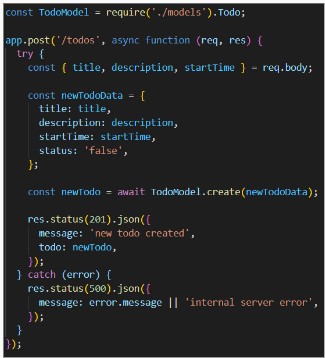 const TodoModel = require('./models').Todo;

app.post('/todos', async function (req, res) {
  try {
    const { title, description, startTime } = req.body;

    const newTodoData = {
      title: title,
      description: description,
      startTime: startTime,
      status: 'false',
    };

    const newTodo = await TodoModel.create(newTodoData);

    res.status(201).json({
      message: 'new todo created',
      todo: newTodo,
    });
  } catch (error) {
    res.status(500).json({
      message: error.message || 'internal server error',
    });
  }
});